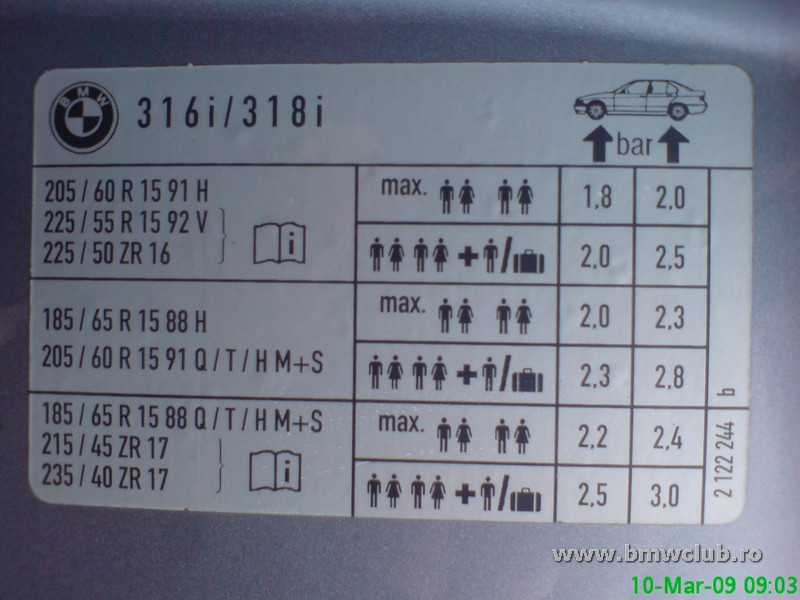 BMW
316i/318i
bar
205/60 R 15 91 H
225/55 R 15 92 V
225/50 ZR 16
max. 1,8 2,0
+ / 2,0 2,5
185/65 R 15 88 H
205/60 R 15 91 Q/T/H M+S
max. 2,0 2,3
+ / 2,3 2,8
185/65 R 15 88 Q/T/H M+S
215/45 ZR 17
235/40 ZR 17
max. 2,2 2,4
+ / 2,5 3,0
2 122 244 b
www.bmwclub.ro
10-Mar-09 09:03